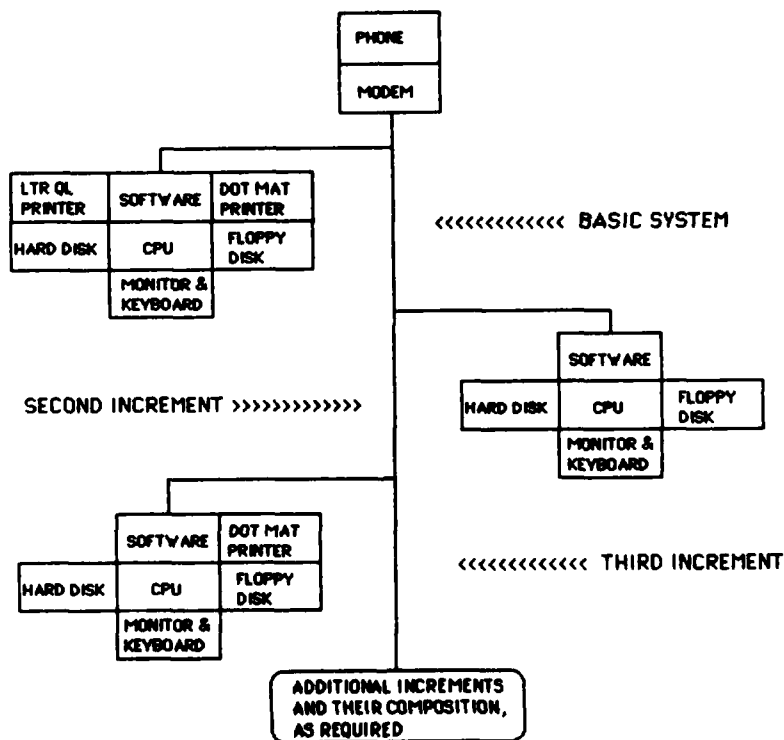 PHONE
MODEM
LTR QL
PRINTER
SOFTWARE
DOT MAT
PRINTER
HARD DISK
CPU
FLOPPY
DISK
MONITOR &
KEYBOARD
<<<<<<<<<<<<< BASIC SYSTEM
SOFTWARE
HARD DISK
CPU
FLOPPY
DISK
MONITOR &
KEYBOARD
SECOND INCREMENT >>>>>>>>>>>>>
SOFTWARE
DOT MAT
PRINTER
HARD DISK
CPU
FLOPPY
DISK
MONITOR &
KEYBOARD
<<<<<<<<<<<<< THIRD INCREMENT
ADDITIONAL INCREMENTS
AND THEIR COMPOSITION,
AS REQUIRED